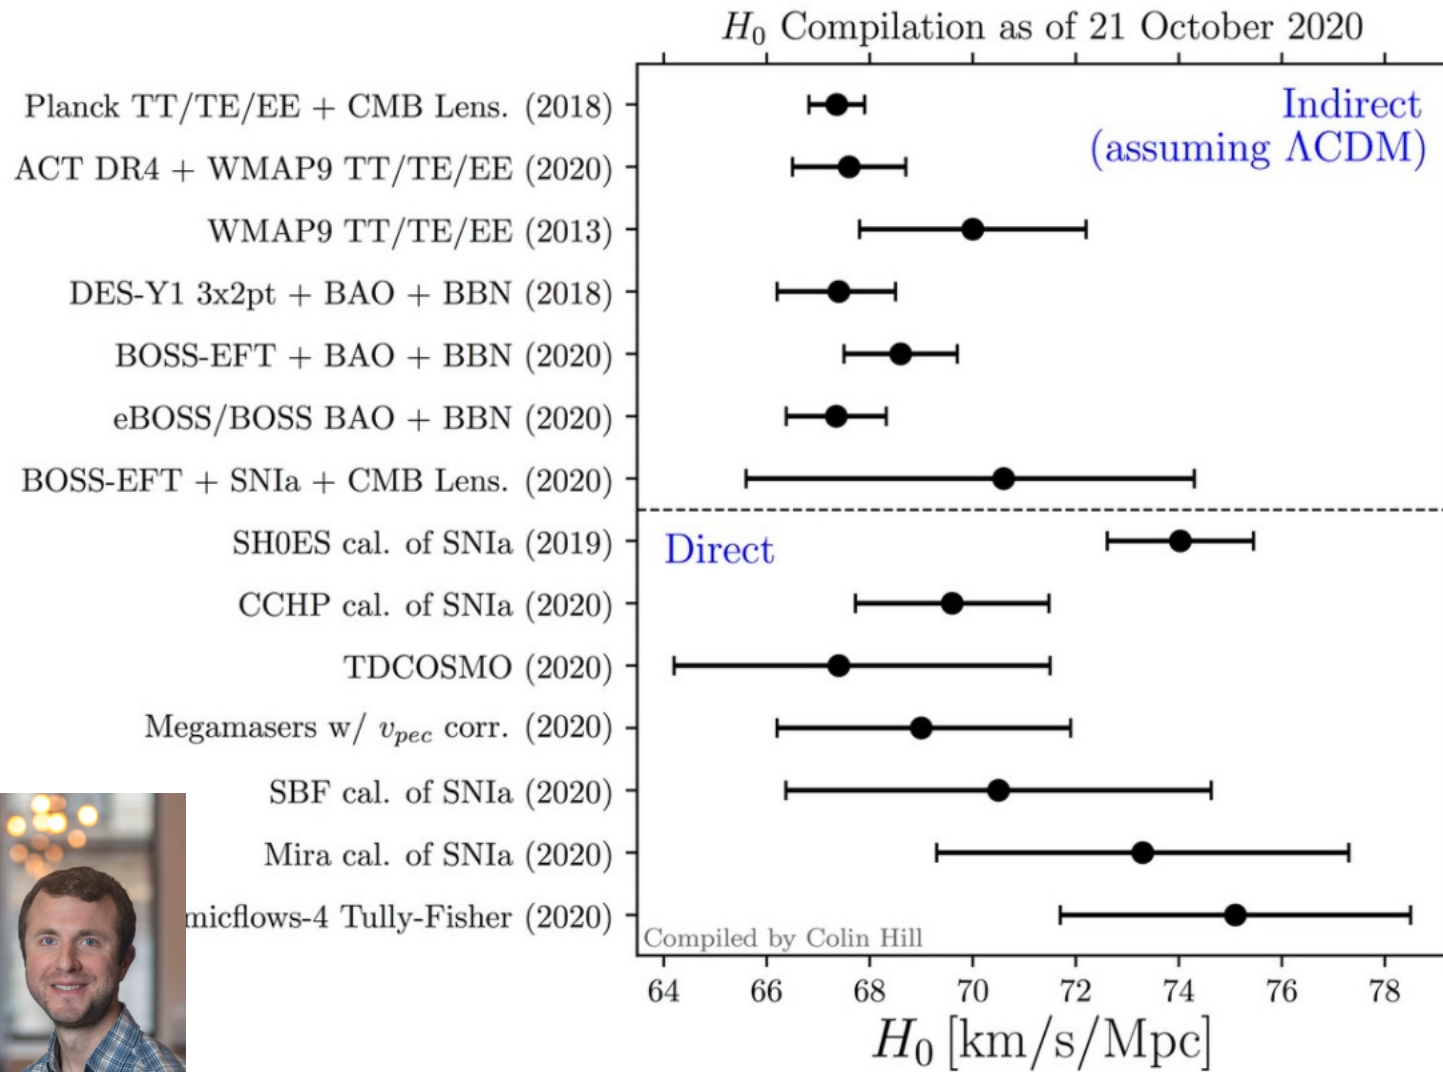 H₀ Compilation as of 21 October 2020
Planck TT/TE/EE + CMB Lens. (2018)
Indirect
(assuming ΛCDM)
ACT DR4 + WMAP9 TT/TE/EE (2020)
WMAP9 TT/TE/EE (2013)
DES-Y1 3x2pt + BAO + BBN (2018)
BOSS-EFT + BAO + BBN (2020)
eBOSS/BOSS BAO + BBN (2020)
BOSS-EFT + SNIa + CMB Lens. (2020)
SH0ES cal. of SNIa (2019)
Direct
CCHP cal. of SNIa (2020)
TDCOSMO (2020)
Megamasers w/ v_pec corr. (2020)
SBF cal. of SNIa (2020)
Mira cal. of SNIa (2020)
micflows-4 Tully-Fisher (2020)
Compiled by Colin Hill
64 66 68 70 72 74 76 78
H₀ [km/s/Mpc]